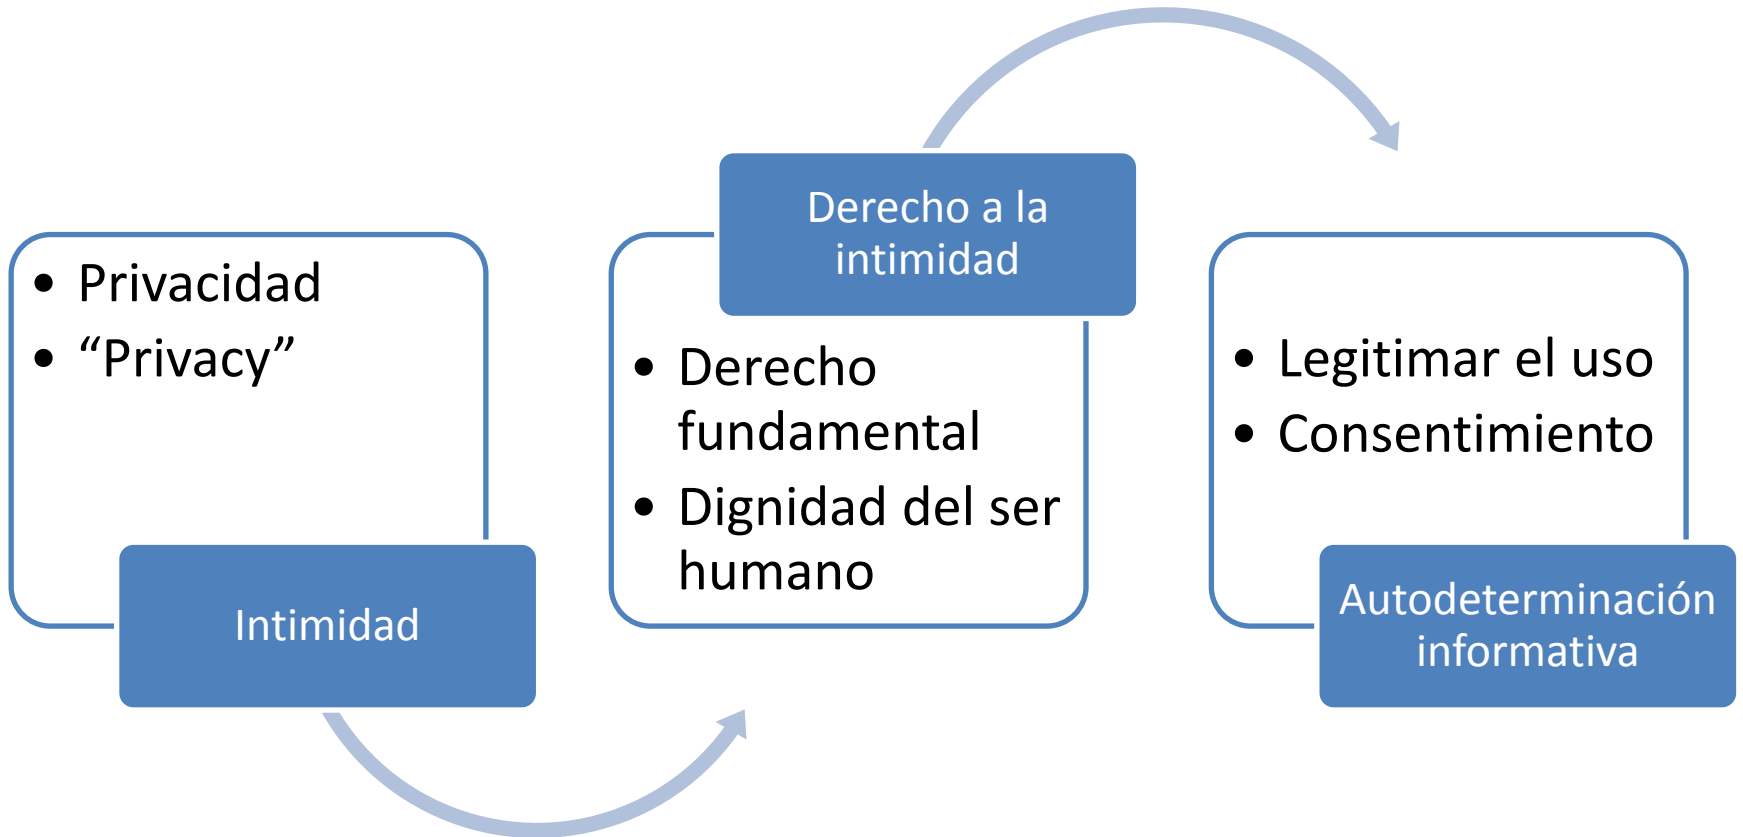 • Privacidad
• “Privacy”
Intimidad
Derecho a la
intimidad
• Derecho
fundamental
• Dignidad del ser
humano
• Legitimar el uso
• Consentimiento
Autodeterminación
informativa